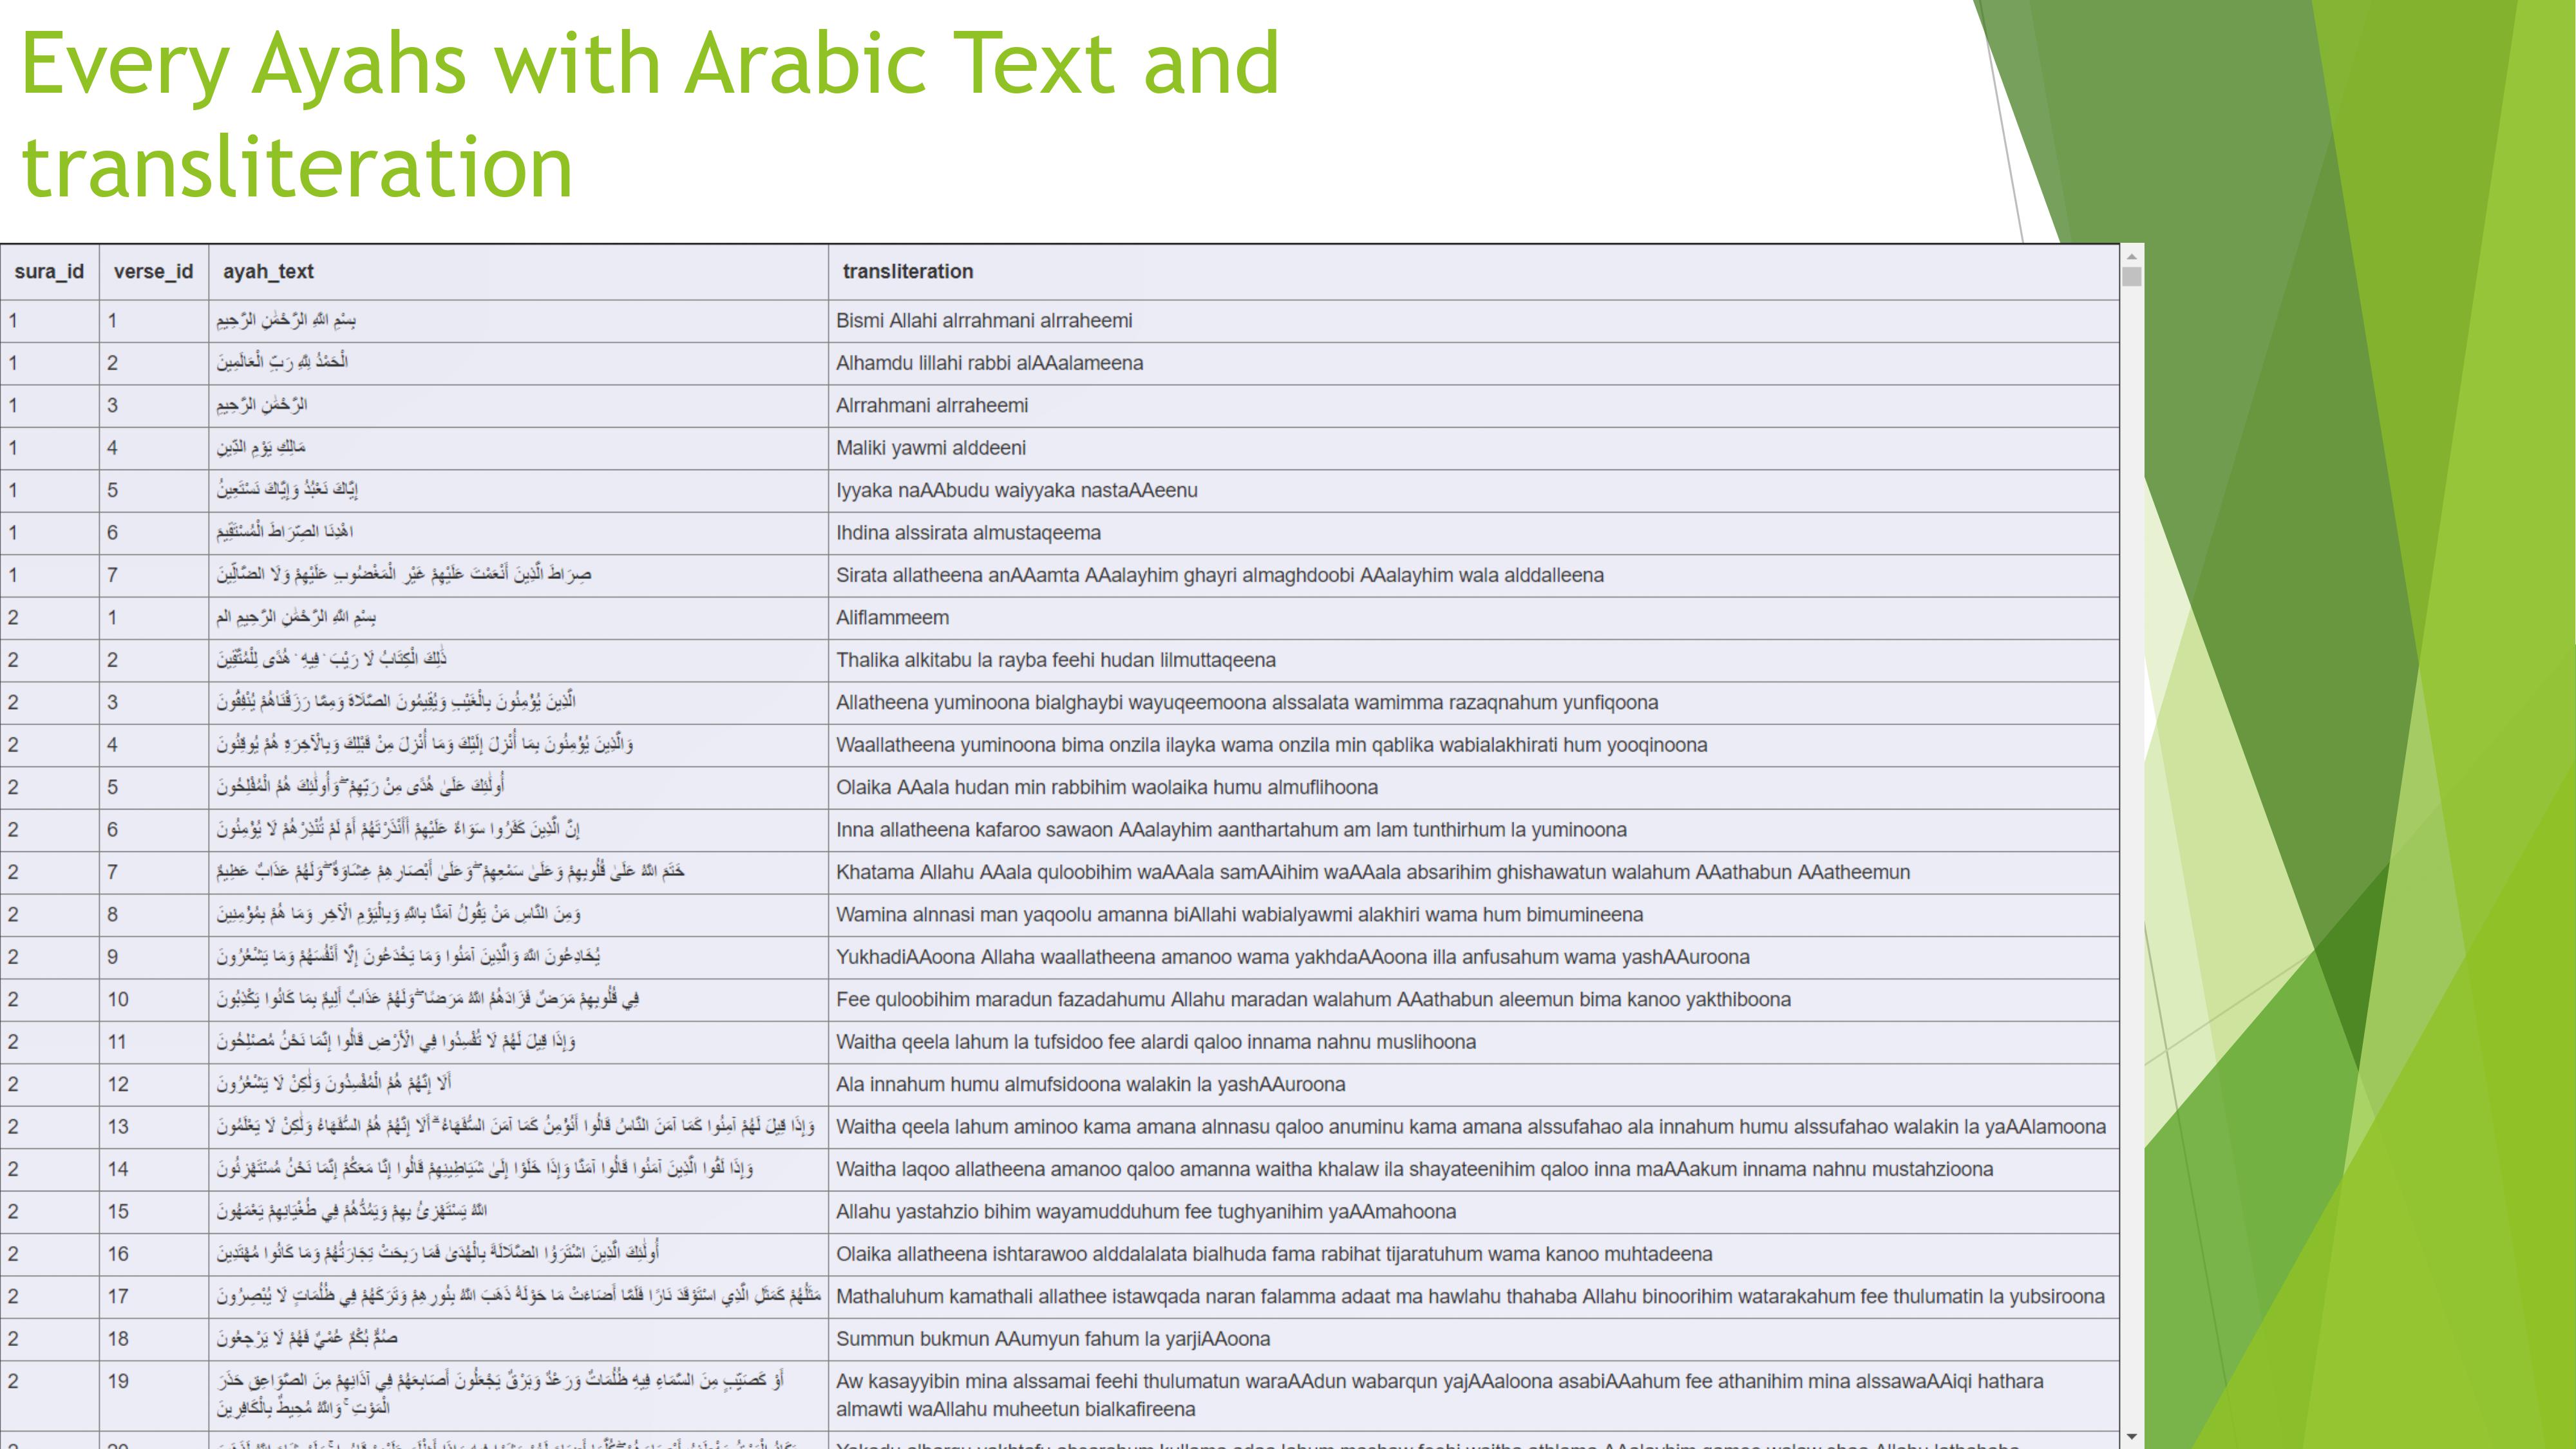 Every Ayahs with Arabic Text and
transliteration
sura_id verse_id ayah_text transliteration
1 1 بِسْمِ اللَّهِ الرَّحْمَٰنِ الرَّحِيمِ Bismi Allahi alrrahmani alrraheemi
1 2 الْحَمْدُ لِلَّهِ رَبِّ الْعَالَمِينَ Alhamdu lillahi rabbi alAAalameena
1 3 الرَّحْمَٰنِ الرَّحِيمِ Alrrahmani alrraheemi
1 4 مَالِكِ يَوْمِ الدِّينِ Maliki yawmi alddeeni
1 5 إِيَّاكَ نَعْبُدُ وَإِيَّاكَ نَسْتَعِينُ Iyyaka naAAbudu waiyyaka nastaAAeenu
1 6 اهْدِنَا الصِّرَاطَ الْمُسْتَقِيمَ Ihdina alssirata almustaqeema
1 7 صِرَاطَ الَّذِينَ أَنْعَمْتَ عَلَيْهِمْ غَيْرِ الْمَغْضُوبِ عَلَيْهِمْ وَلَا الضَّالِّينَ Sirata allatheena anAAamta AAalayhim ghayri almaghdoobi AAalayhim wala alddalleena
2 1 بِسْمِ اللَّهِ الرَّحْمَٰنِ الرَّحِيمِ الم Aliflammeem
2 2 ذَٰلِكَ الْكِتَابُ لَا رَيْبَ ۛ فِيهِ ۛ هُدًى لِلْمُتَّقِينَ Thalika alkitabu la rayba feehi hudan lilmuttaqeena
2 3 الَّذِينَ يُؤْمِنُونَ بِالْغَيْبِ وَيُقِيمُونَ الصَّلَاةَ وَمِمَّا رَزَقْنَاهُمْ يُنْفِقُونَ Allatheena yuminoona bialghaybi wayuqeemoona alssalata wamimma razaqnahum yunfiqoona
2 4 وَالَّذِينَ يُؤْمِنُونَ بِمَا أُنْزِلَ إِلَيْكَ وَمَا أُنْزِلَ مِنْ قَبْلِكَ وَبِالْآخِرَةِ هُمْ يُوقِنُونَ Waallatheena yuminoona bima onzila ilayka wama onzila min qablika wabialakhirati hum yooqinoona
2 5 أُولَٰئِكَ عَلَىٰ هُدًى مِنْ رَبِّهِمْ ۖ وَأُولَٰئِكَ هُمُ الْمُفْلِحُونَ Olaika AAala hudan min rabbihim waolaika humu almuflihoona
2 6 إِنَّ الَّذِينَ كَفَرُوا سَوَاءٌ عَلَيْهِمْ أَأَنْذَرْتَهُمْ أَمْ لَمْ تُنْذِرْهُمْ لَا يُؤْمِنُونَ Inna allatheena kafaroo sawaon AAalayhim aanthartahum am lam tunthirhum la yuminoona
2 7 خَتَمَ اللَّهُ عَلَىٰ قُلُوبِهِمْ وَعَلَىٰ سَمْعِهِمْ ۖ وَعَلَىٰ أَبْصَارِهِمْ غِشَاوَةٌ ۖ وَلَهُمْ عَذَابٌ عَظِيمٌ Khatama Allahu AAala quloobihim waAAala samAAihim waAAala absarihim ghishawatun walahum AAathabun AAatheemun
2 8 وَمِنَ النَّاسِ مَنْ يَقُولُ آمَنَّا بِاللَّهِ وَبِالْيَوْمِ الْآخِرِ وَمَا هُمْ بِمُؤْمِنِينَ Wamina alnnasi man yaqoolu amanna biAllahi wabialyawmi alakhiri wama hum bimumineena
2 9 يُخَادِعُونَ اللَّهَ وَالَّذِينَ آمَنُوا وَمَا يَخْدَعُونَ إِلَّا أَنْفُسَهُمْ وَمَا يَشْعُرُونَ YukhadiAAoona Allaha waallatheena amanoo wama yakhdaAAoona illa anfusahum wama yashAAuroona
2 10 فِي قُلُوبِهِمْ مَرَضٌ فَزَادَهُمُ اللَّهُ مَرَضًا ۖ وَلَهُمْ عَذَابٌ أَلِيمٌ بِمَا كَانُوا يَكْذِبُونَ Fee quloobihim maradun fazadahumu Allahu maradan walahum AAathabun aleemun bima kanoo yakthiboona
2 11 وَإِذَا قِيلَ لَهُمْ لَا تُفْسِدُوا فِي الْأَرْضِ قَالُوا إِنَّمَا نَحْنُ مُصْلِحُونَ Waitha qeela lahum la tufsidoo fee alardi qaloo innama nahnu muslihoona
2 12 أَلَا إِنَّهُمْ هُمُ الْمُفْسِدُونَ وَلَٰكِنْ لَا يَشْعُرُونَ Ala innahum humu almufsidoona walakin la yashAAuroona
2 13 وَإِذَا قِيلَ لَهُمْ آمِنُوا كَمَا آمَنَ النَّاسُ قَالُوا أَنُؤْمِنُ كَمَا آمَنَ السُّفَهَاءُ ۗ أَلَا إِنَّهُمْ هُمُ السُّفَهَاءُ وَلَٰكِنْ لَا يَعْلَمُونَ Waitha qeela lahum aminoo kama amana alnnasu qaloo anuminu kama amana alssufahao ala innahum humu alssufahao walakin la yaAAlamoona
2 14 وَإِذَا لَقُوا الَّذِينَ آمَنُوا قَالُوا آمَنَّا وَإِذَا خَلَوْا إِلَىٰ شَيَاطِينِهِمْ قَالُوا إِنَّا مَعَكُمْ إِنَّمَا نَحْنُ مُسْتَهْزِئُونَ Waitha laqoo allatheena amanoo qaloo amanna waitha khalaw ila shayateenihim qaloo inna maAAakum innama nahnu mustahzioona
2 15 اللَّهُ يَسْتَهْزِئُ بِهِمْ وَيَمُدُّهُمْ فِي طُغْيَانِهِمْ يَعْمَهُونَ Allahu yastahzio bihim wayamudduhum fee tughyanihim yaAAmahoona
2 16 أُولَٰئِكَ الَّذِينَ اشْتَرَوُا الضَّلَالَةَ بِالْهُدَىٰ فَمَا رَبِحَتْ تِجَارَتُهُمْ وَمَا كَانُوا مُهْتَدِينَ Olaika allatheena ishtarawoo alddalalata bialhuda fama rabihat tijaratuhum wama kanoo muhtadeena
2 17 مَثَلُهُمْ كَمَثَلِ الَّذِي اسْتَوْقَدَ نَارًا فَلَمَّا أَضَاءَتْ مَا حَوْلَهُ ذَهَبَ اللَّهُ بِنُورِهِمْ وَتَرَكَهُمْ فِي ظُلُمَاتٍ لَا يُبْصِرُونَ Mathaluhum kamathali allathee istawqada naran falamma adaat ma hawlahu thahaba Allahu binoorihim watarakahum fee thulumatin la yubsiroona
2 18 صُمٌّ بُكْمٌ عُمْيٌ فَهُمْ لَا يَرْجِعُونَ Summun bukmun AAumyun fahum la yarjiAAoona
2 19 أَوْ كَصَيِّبٍ مِنَ السَّمَاءِ فِيهِ ظُلُمَاتٌ وَرَعْدٌ وَبَرْقٌ يَجْعَلُونَ أَصَابِعَهُمْ فِي آذَانِهِمْ مِنَ الصَّوَاعِقِ حَذَرَ Aw kasayyibin mina alssamai feehi thulumatun waraAAdun wabarqun yajAAaloona asabiAAahum fee athanihim mina alssawaAAiqi hathara
الْمَوْتِ ۚ وَاللَّهُ مُحِيطٌ بِالْكَافِرِينَ almawti waAllahu muheetun bialkafireena